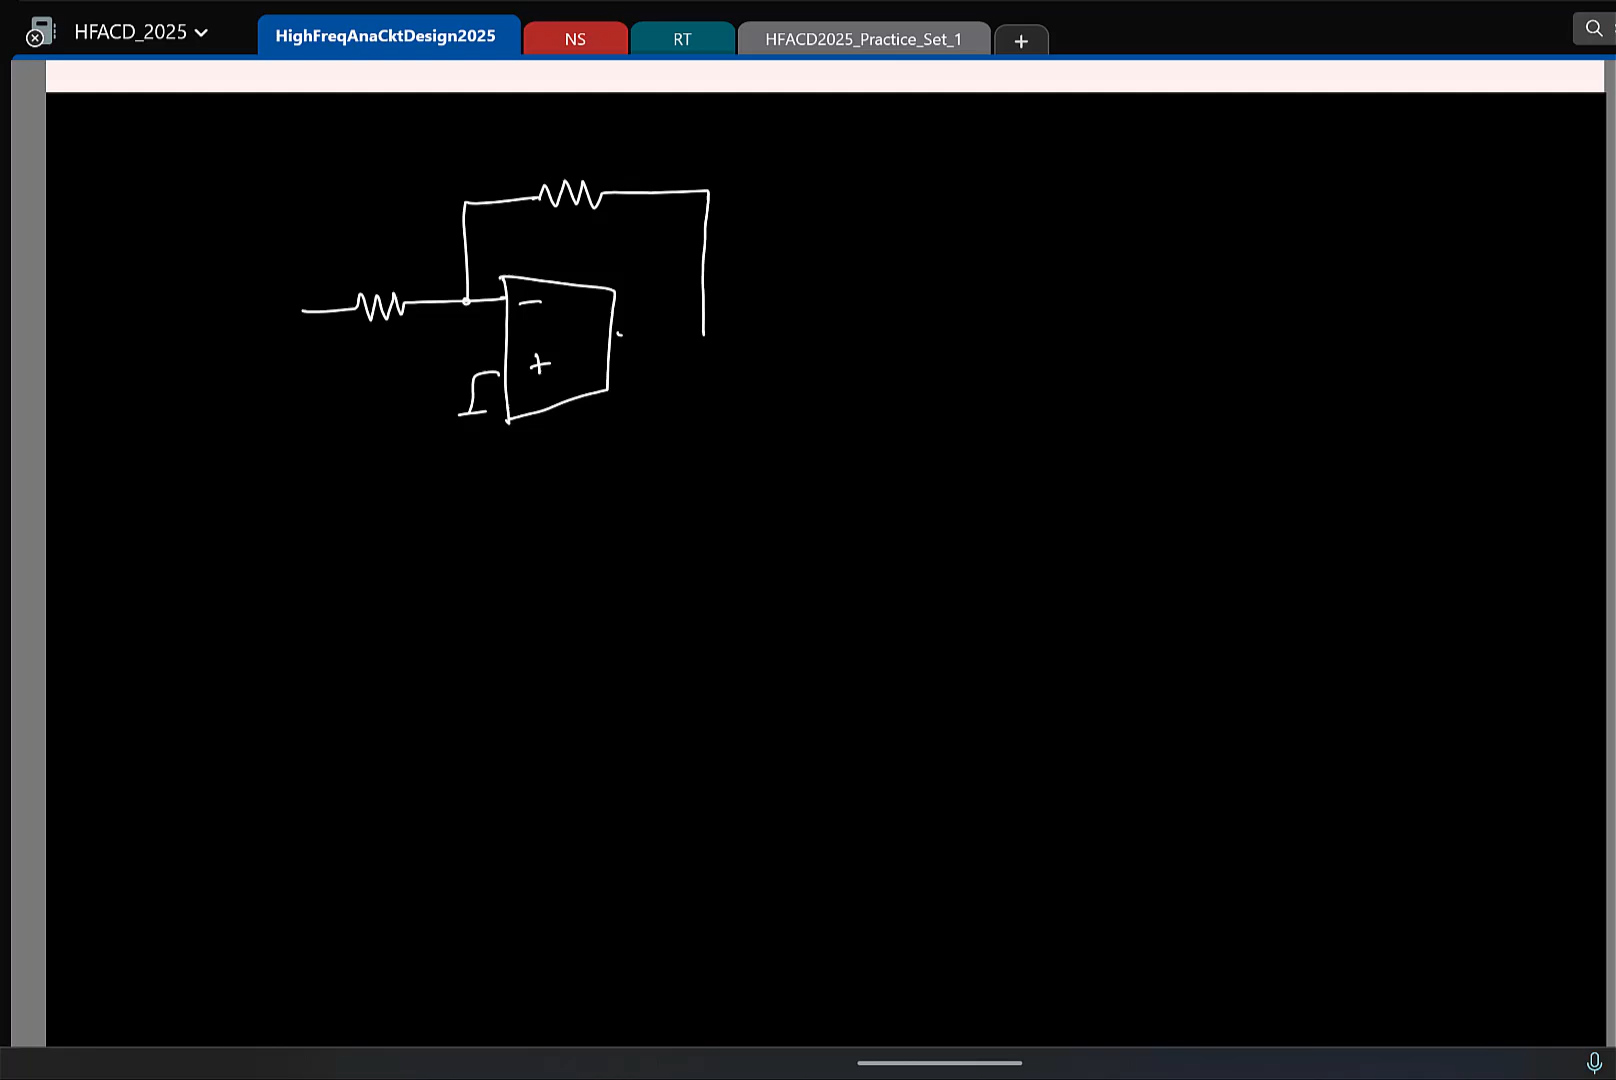 HFACD_2025
HighFreqAnaCktDesign2025
NS
RT
HFACD2025_Practice_Set_1
+
−
+